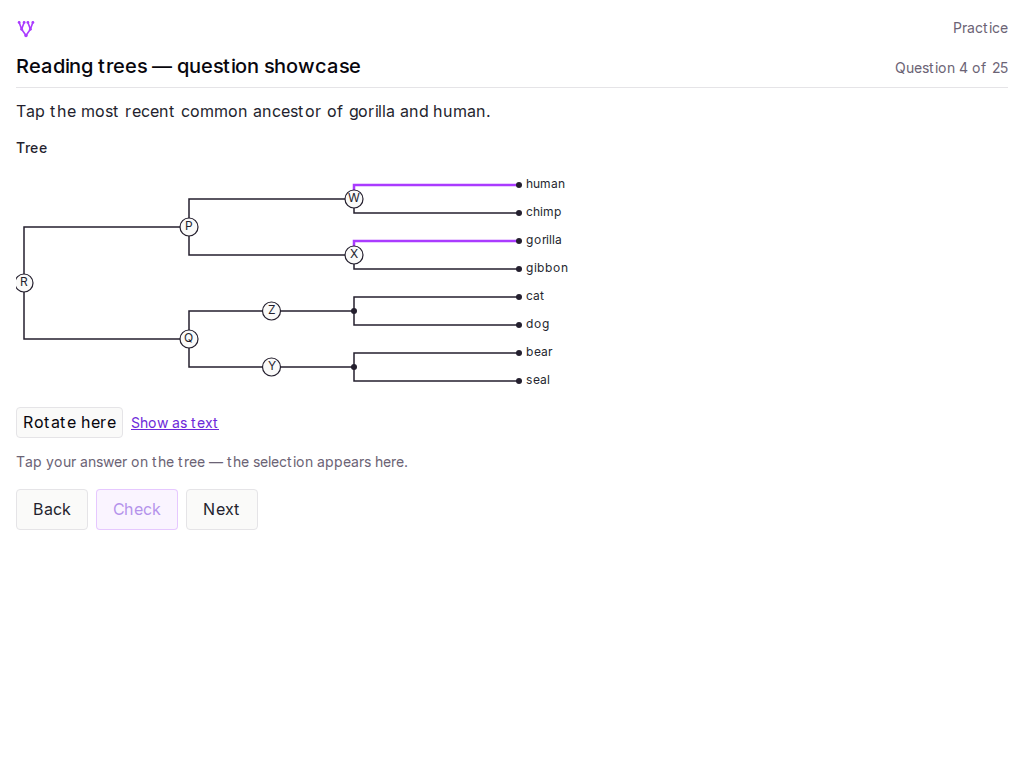 Practice
Reading trees — question showcase
Question 4 of 25
Tap the most recent common ancestor of gorilla and human.
Tree
human
W
chimp
P
gorilla
X
gibbon
R
cat
Z
dog
Q
bear
Y
seal
Rotate here
Show as text
Tap your answer on the tree — the selection appears here.
Back
Check
Next